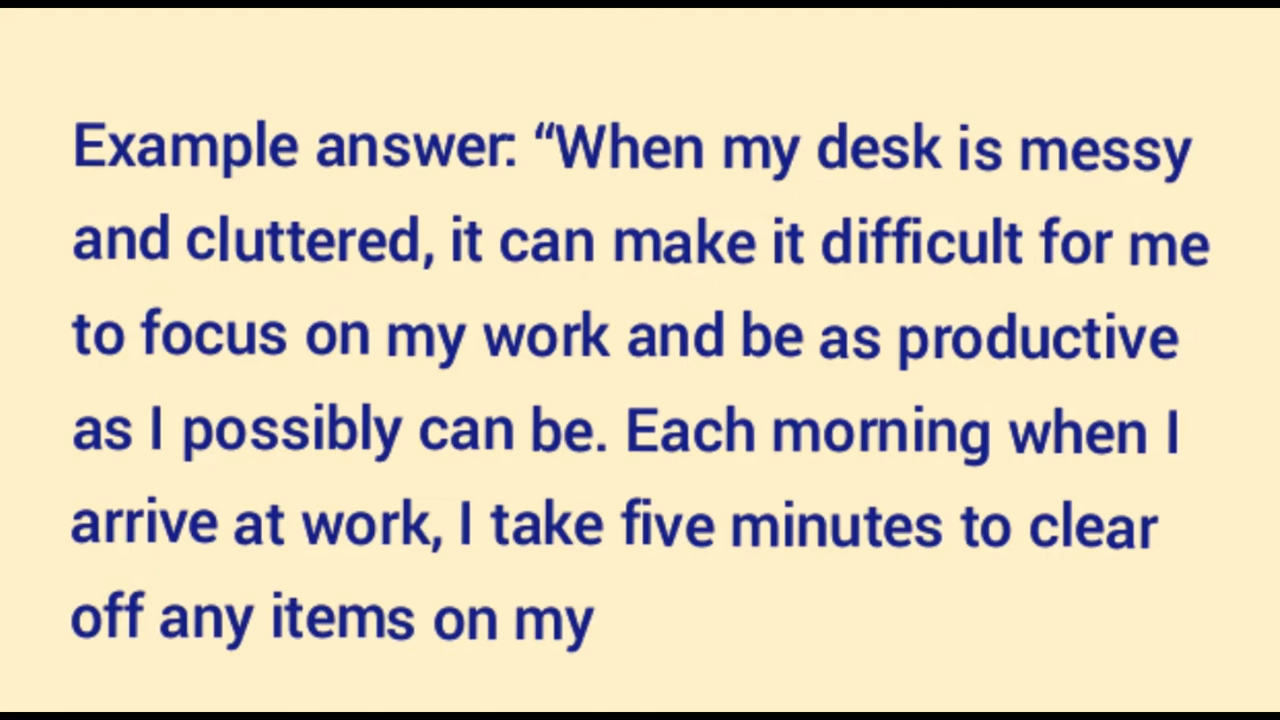 Example answer: “When my desk is messy
and cluttered, it can make it difficult for me
to focus on my work and be as productive
as I possibly can be. Each morning when I
arrive at work, I take five minutes to clear
off any items on my